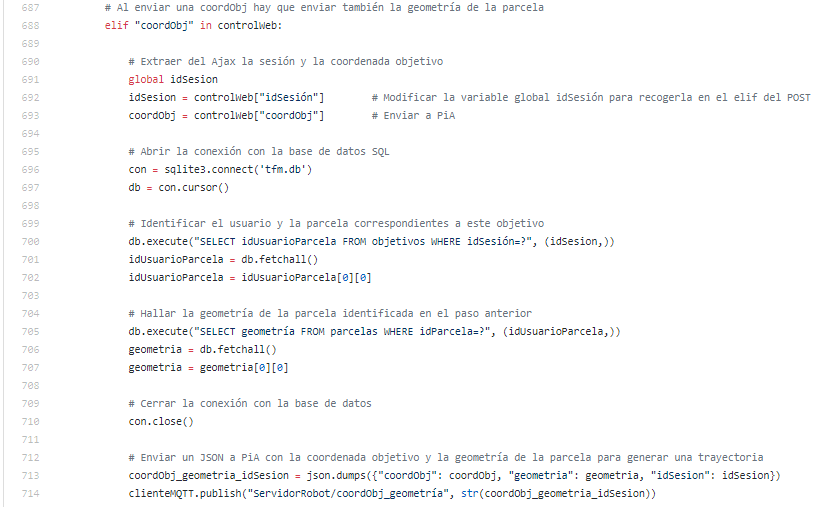 687 # Al enviar una coordObj hay que enviar también la geometría de la parcela
688 elif "coordObj" in controlWeb:
689
690 # Extraer del Ajax la sesión y la coordenada objetivo
691 global idSesion
692 idSesion = controlWeb["idSesión"] # Modificar la variable global idSesión para recogerla en el elif del POST
693 coordObj = controlWeb["coordObj"] # Enviar a PiA
694
695 # Abrir la conexión con la base de datos SQL
696 con = sqlite3.connect('tfm.db')
697 db = con.cursor()
698
699 # Identificar el usuario y la parcela correspondientes a este objetivo
700 db.execute("SELECT idUsuarioParcela FROM objetivos WHERE idSesión=?", (idSesion,))
701 idUsuarioParcela = db.fetchall()
702 idUsuarioParcela = idUsuarioParcela[0][0]
703
704 # Hallar la geometría de la parcela identificada en el paso anterior
705 db.execute("SELECT geometría FROM parcelas WHERE idParcela=?", (idUsuarioParcela,))
706 geometria = db.fetchall()
707 geometria = geometria[0][0]
708
709 # Cerrar la conexión con la base de datos
710 con.close()
711
712 # Enviar un JSON a PiA con la coordenada objetivo y la geometría de la parcela para generar una trayectoria
713 coordObj_geometria_idSesion = json.dumps({"coordObj": coordObj, "geometria": geometria, "idSesion": idSesion})
714 clienteMQTT.publish("ServidorRobot/coordObj_geometría", str(coordObj_geometria_idSesion))